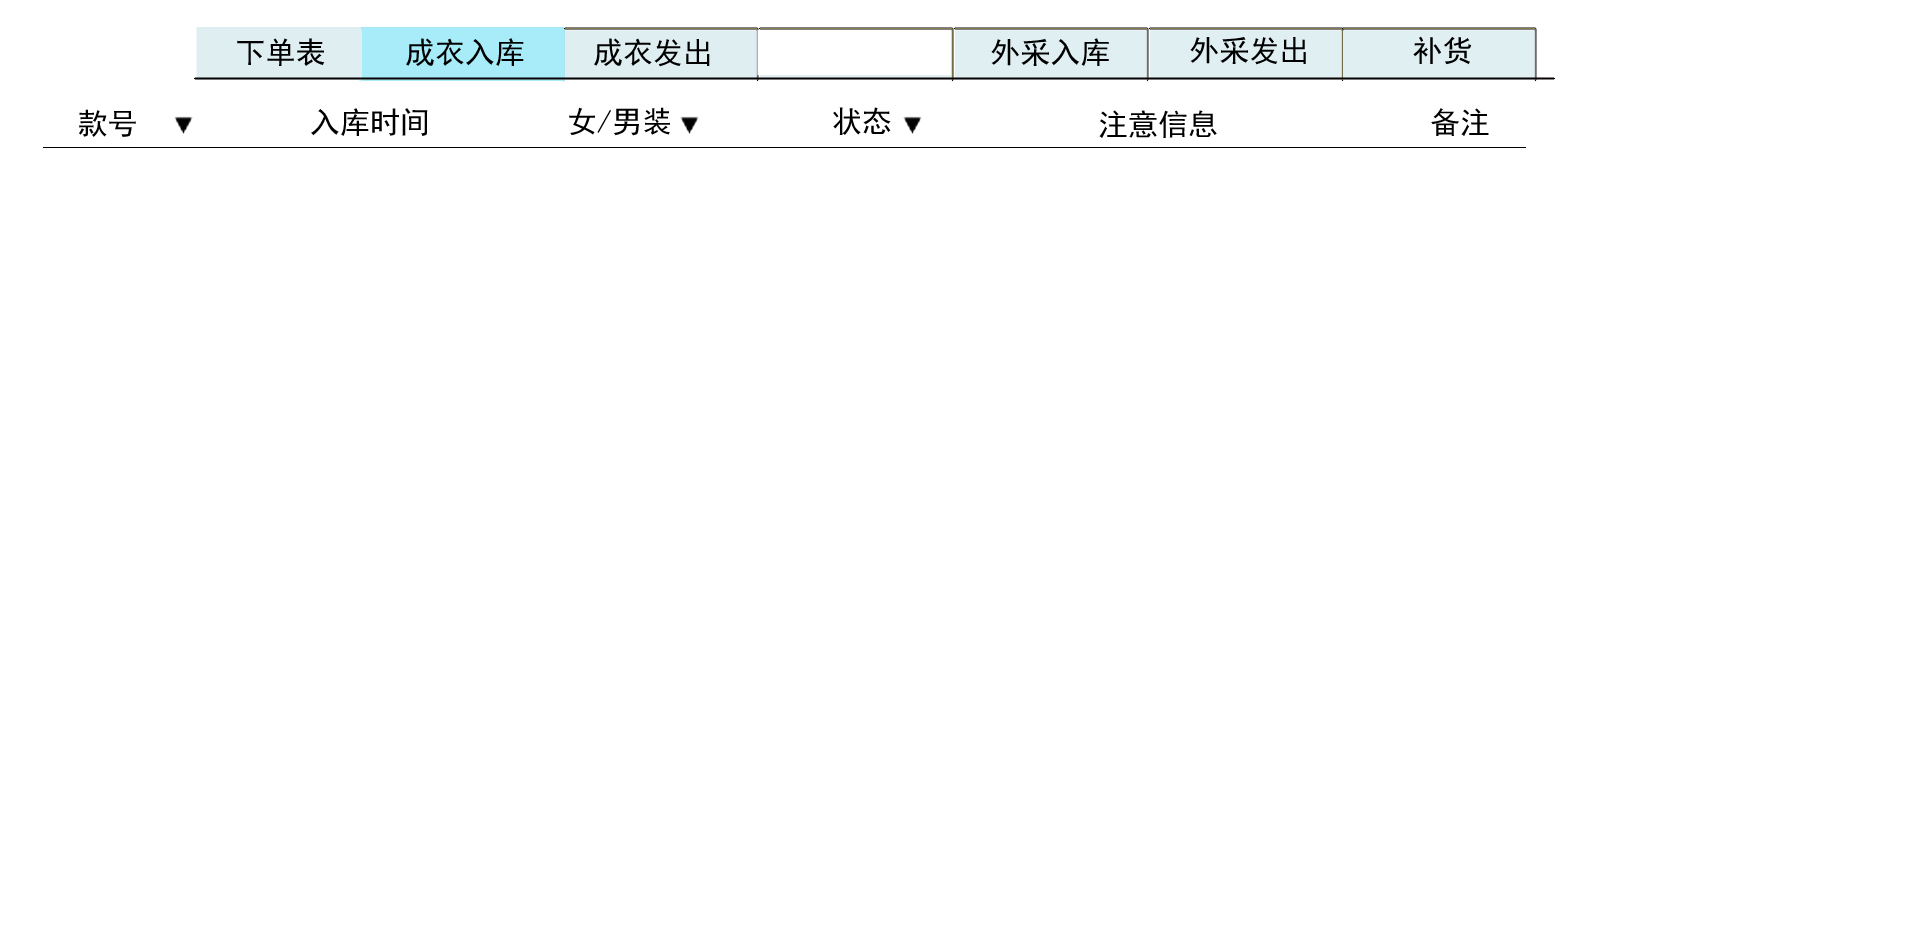 下单表 成衣入库 成衣发出 外采入库 外采发出 补货
款号 ▼ 入库时间 女/男装 ▼ 状态 ▼ 注意信息 备注